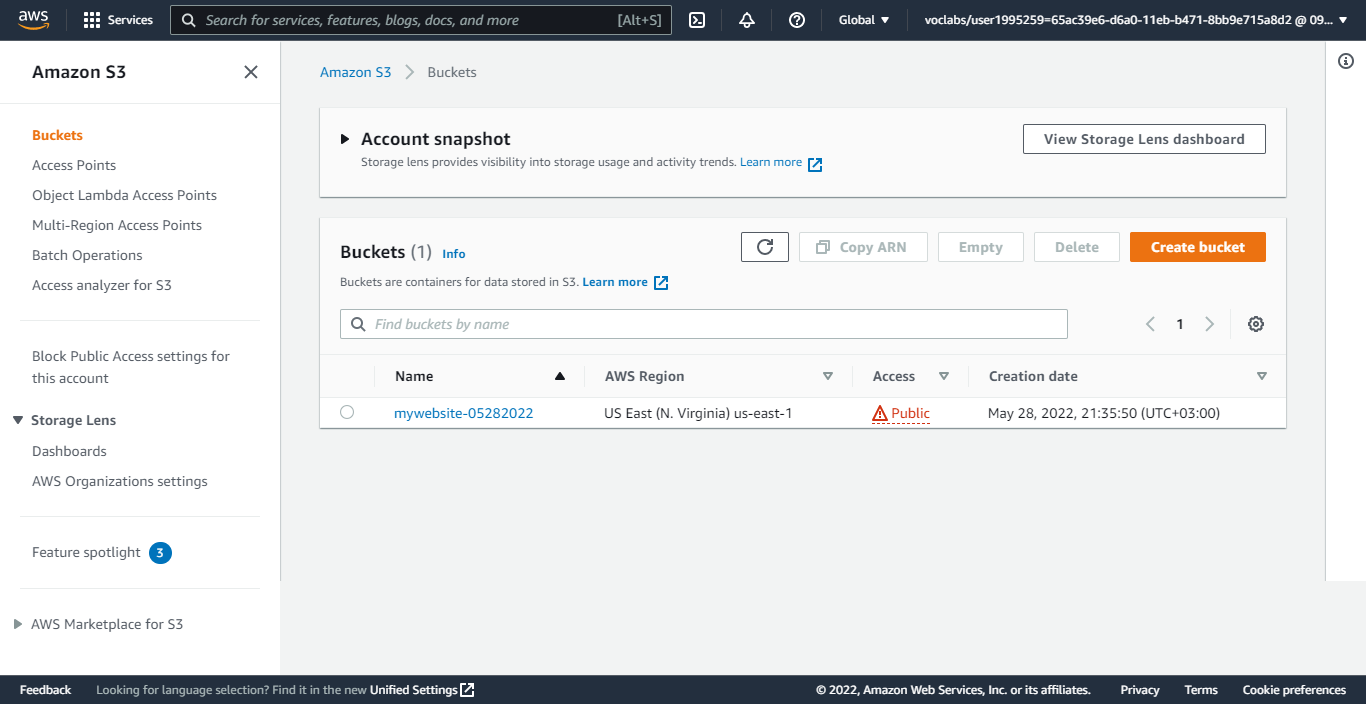 aws
Services
Search for services, features, blogs, docs, and more
[Alt+S]
Global
voclabs/user1995259=65ac39e6-d6a0-11eb-b471-8bb9e715a8d2 @ 09...
Amazon S3
Buckets
Access Points
Object Lambda Access Points
Multi-Region Access Points
Batch Operations
Access analyzer for S3
Block Public Access settings for
this account
Storage Lens
Dashboards
AWS Organizations settings
Feature spotlight 3
AWS Marketplace for S3
Amazon S3 > Buckets
Account snapshot
Storage lens provides visibility into storage usage and activity trends. Learn more
View Storage Lens dashboard
Buckets (1) Info
Buckets are containers for data stored in S3. Learn more
Copy ARN
Empty
Delete
Create bucket
Find buckets by name
1
Name AWS Region Access Creation date
mywebsite-05282022 US East (N. Virginia) us-east-1 Public May 28, 2022, 21:35:50 (UTC+03:00)
Feedback Looking for language selection? Find it in the new Unified Settings © 2022, Amazon Web Services, Inc. or its affiliates. Privacy Terms Cookie preferences